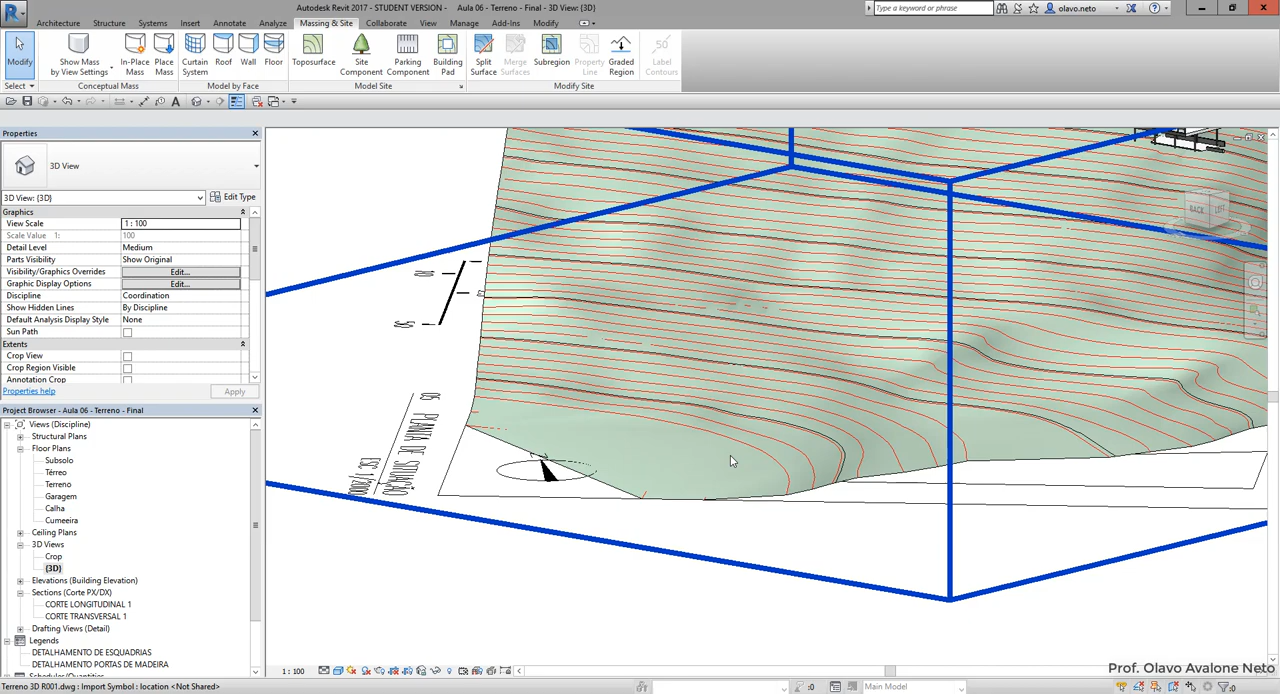 Autodesk Revit 2017 - STUDENT VERSION - Aula 06 - Terreno - Final - 3D View: {3D}
Type a keyword or phrase
olavo.neto
Architecture Structure Systems Insert Annotate Analyze Massing & Site Collaborate View Manage Add-Ins Modify
Modify
Show Mass by View Settings
In-Place Mass
Place Mass
Curtain System
Roof
Wall
Floor
Toposurface
Site Component
Parking Component
Building Pad
Split Surface
Merge Surfaces
Subregion
Property Line
Graded Region
Label Contours
Select
Conceptual Mass
Model by Face
Model Site
Modify Site
Properties
3D View
3D View: {3D}
Edit Type
Graphics
View Scale 1 : 100
Scale Value 1: 100
Detail Level Medium
Parts Visibility Show Original
Visibility/Graphics Overrides Edit...
Graphic Display Options Edit...
Discipline Coordination
Show Hidden Lines By Discipline
Default Analysis Display Style None
Sun Path
Extents
Crop View
Crop Region Visible
Annotation Crop
Properties help
Apply
Project Browser - Aula 06 - Terreno - Final
Views (Discipline)
Structural Plans
Floor Plans
Subsolo
Térreo
Terreno
Garagem
Calha
Cumeeira
Ceiling Plans
3D Views
Crop
{3D}
Elevations (Building Elevation)
Sections (Corte PX/DX)
CORTE LONGITUDINAL 1
CORTE TRANSVERSAL 1
Drafting Views (Detail)
Legends
DETALHAMENTO DE ESQUADRIAS
DETALHAMENTO PORTAS DE MADEIRA
BACK
10
50
05
PLANTA DE SITUAÇÃO
1 : 100
Prof. Olavo Avalone Neto
Terreno 3D R001.dwg : Import Symbol : location <Not Shared>
:0
Main Model
:0